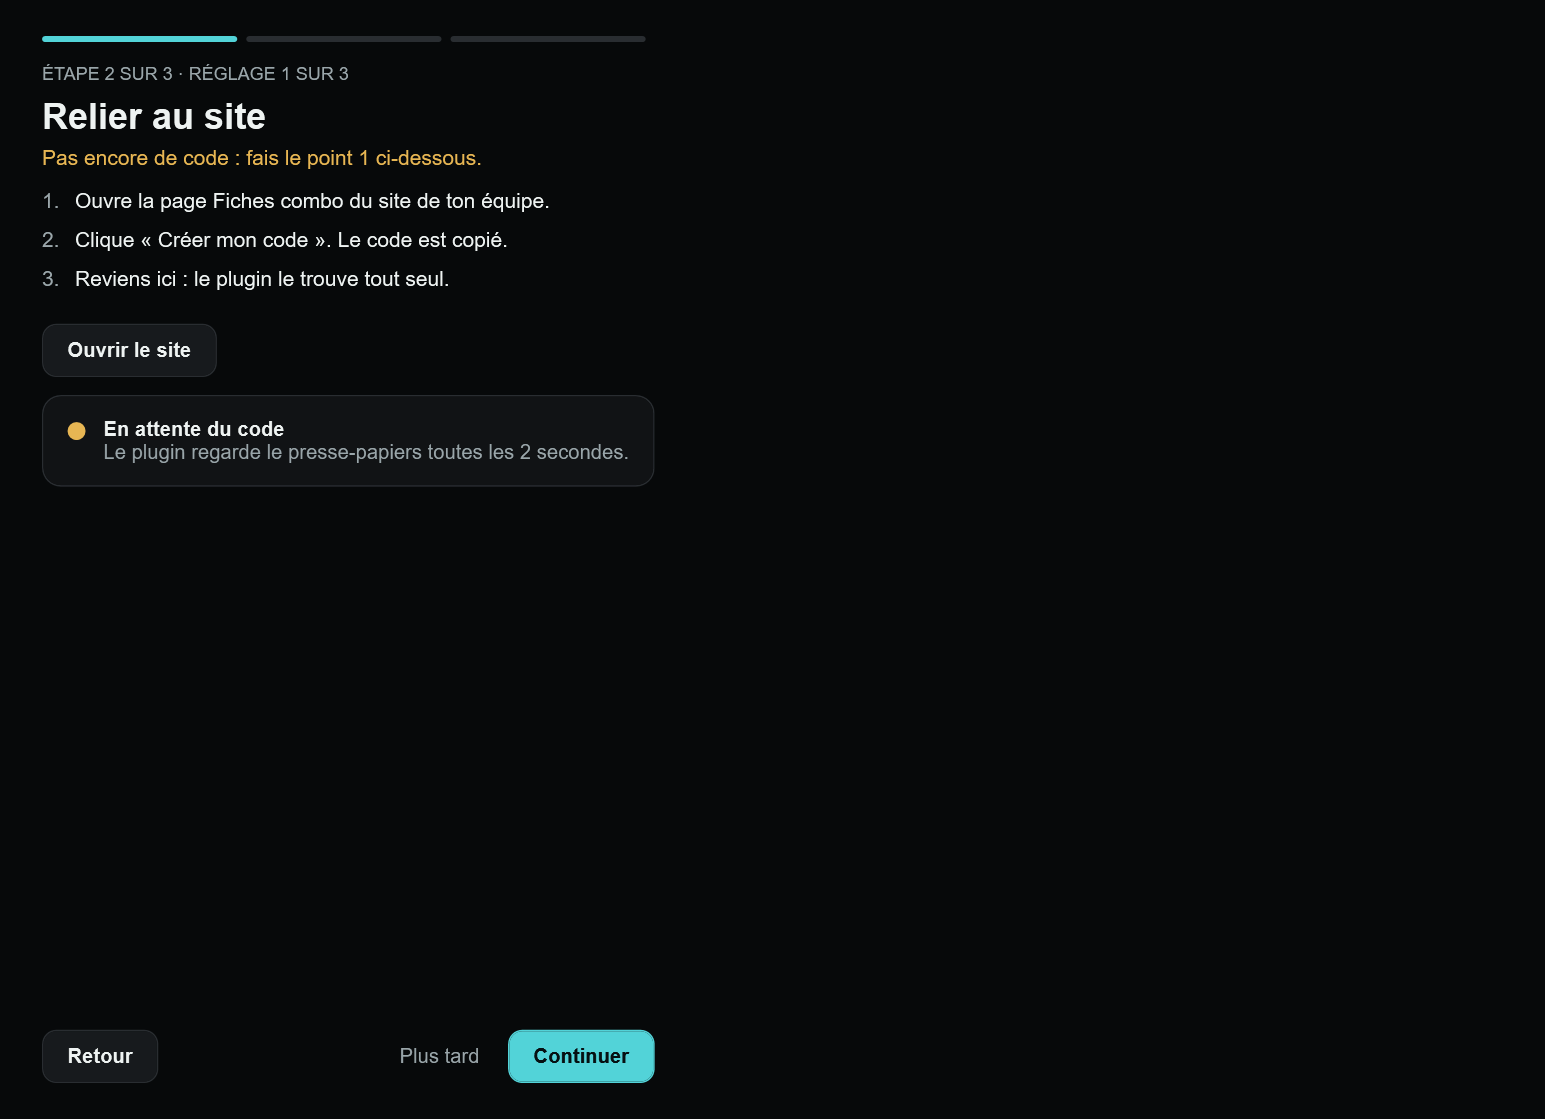 ÉTAPE 2 SUR 3 · RÉGLAGE 1 SUR 3
Relier au site
Pas encore de code : fais le point 1 ci-dessous.
1. Ouvre la page Fiches combo du site de ton équipe.
2. Clique « Créer mon code ». Le code est copié.
3. Reviens ici : le plugin le trouve tout seul.
Ouvrir le site
En attente du code
Le plugin regarde le presse-papiers toutes les 2 secondes.
Retour
Plus tard
Continuer